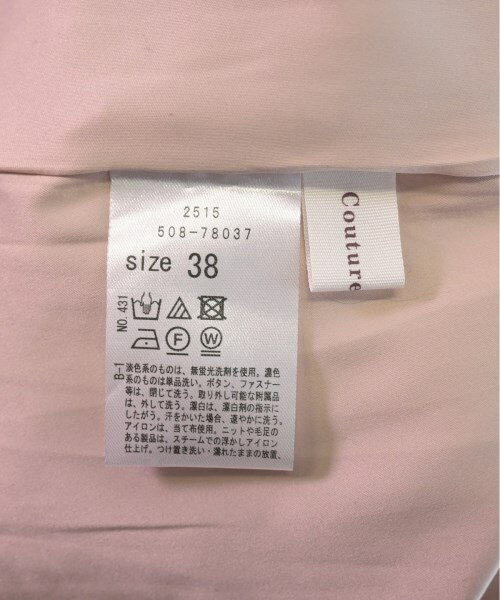 2515
508-78037
size 38
NO.431
F
W
B-1
淡色系のものは、無蛍光洗剤を使用。濃色
系のものは単品洗い。ボタン、ファスナー
等は、閉じて洗う。取り外し可能な附属品
は、外して洗う。漂白は、漂白剤の指示に
したがう。汗をかいた場合、速やかに洗う。
アイロンは、当て布使用。ニットや毛足の
ある製品は、スチームでの浮かしアイロン
仕上げ。つけ置き洗い・濡れたままの放置、
Couture